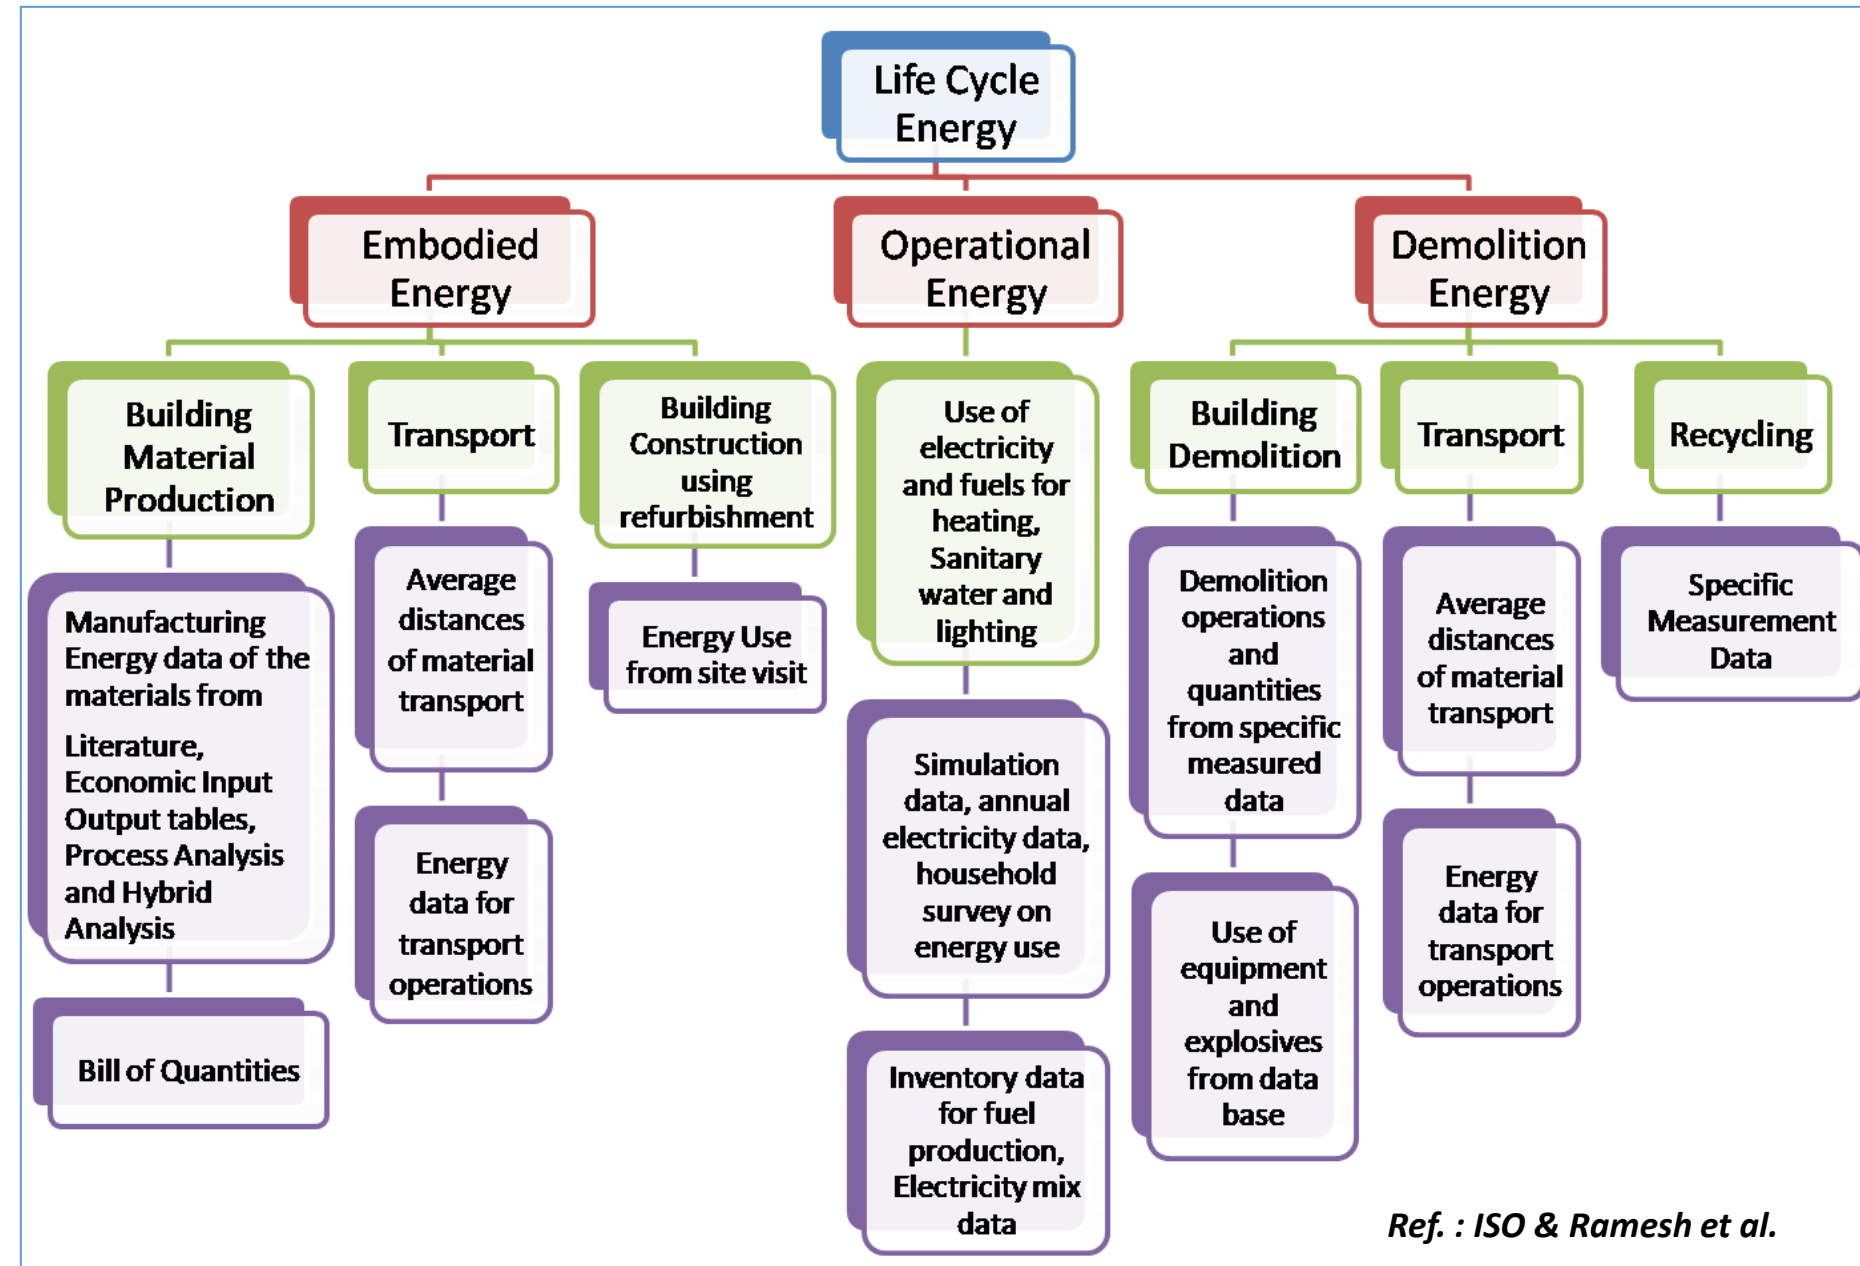 Life Cycle
Energy
Embodied
Energy
Operational
Energy
Demolition
Energy
Building
Material
Production
Transport
Building
Construction
using
refurbishment
Use of
electricity
and fuels for
heating,
Sanitary
water and
lighting
Building
Demolition
Transport
Recycling
Manufacturing
Energy data of the
materials from
Literature,
Economic Input
Output tables,
Process Analysis
and Hybrid
Analysis
Average
distances
of material
transport
Energy Use
from site visit
Simulation
data, annual
electricity data,
household
survey on
energy use
Demolition
operations
and
quantities
from specific
measured
data
Average
distances
of material
transport
Specific
Measurement
Data
Bill of Quantities
Energy
data for
transport
operations
Inventory data
for fuel
production,
Electricity mix
data
Use of
equipment
and
explosives
from data
base
Energy
data for
transport
operations
Ref. : ISO & Ramesh et al.